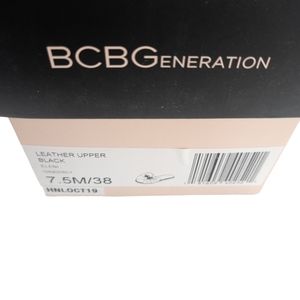 BCBGENERATION
LEATHER UPPER
BLACK
7.5M/38
HNLOCT19